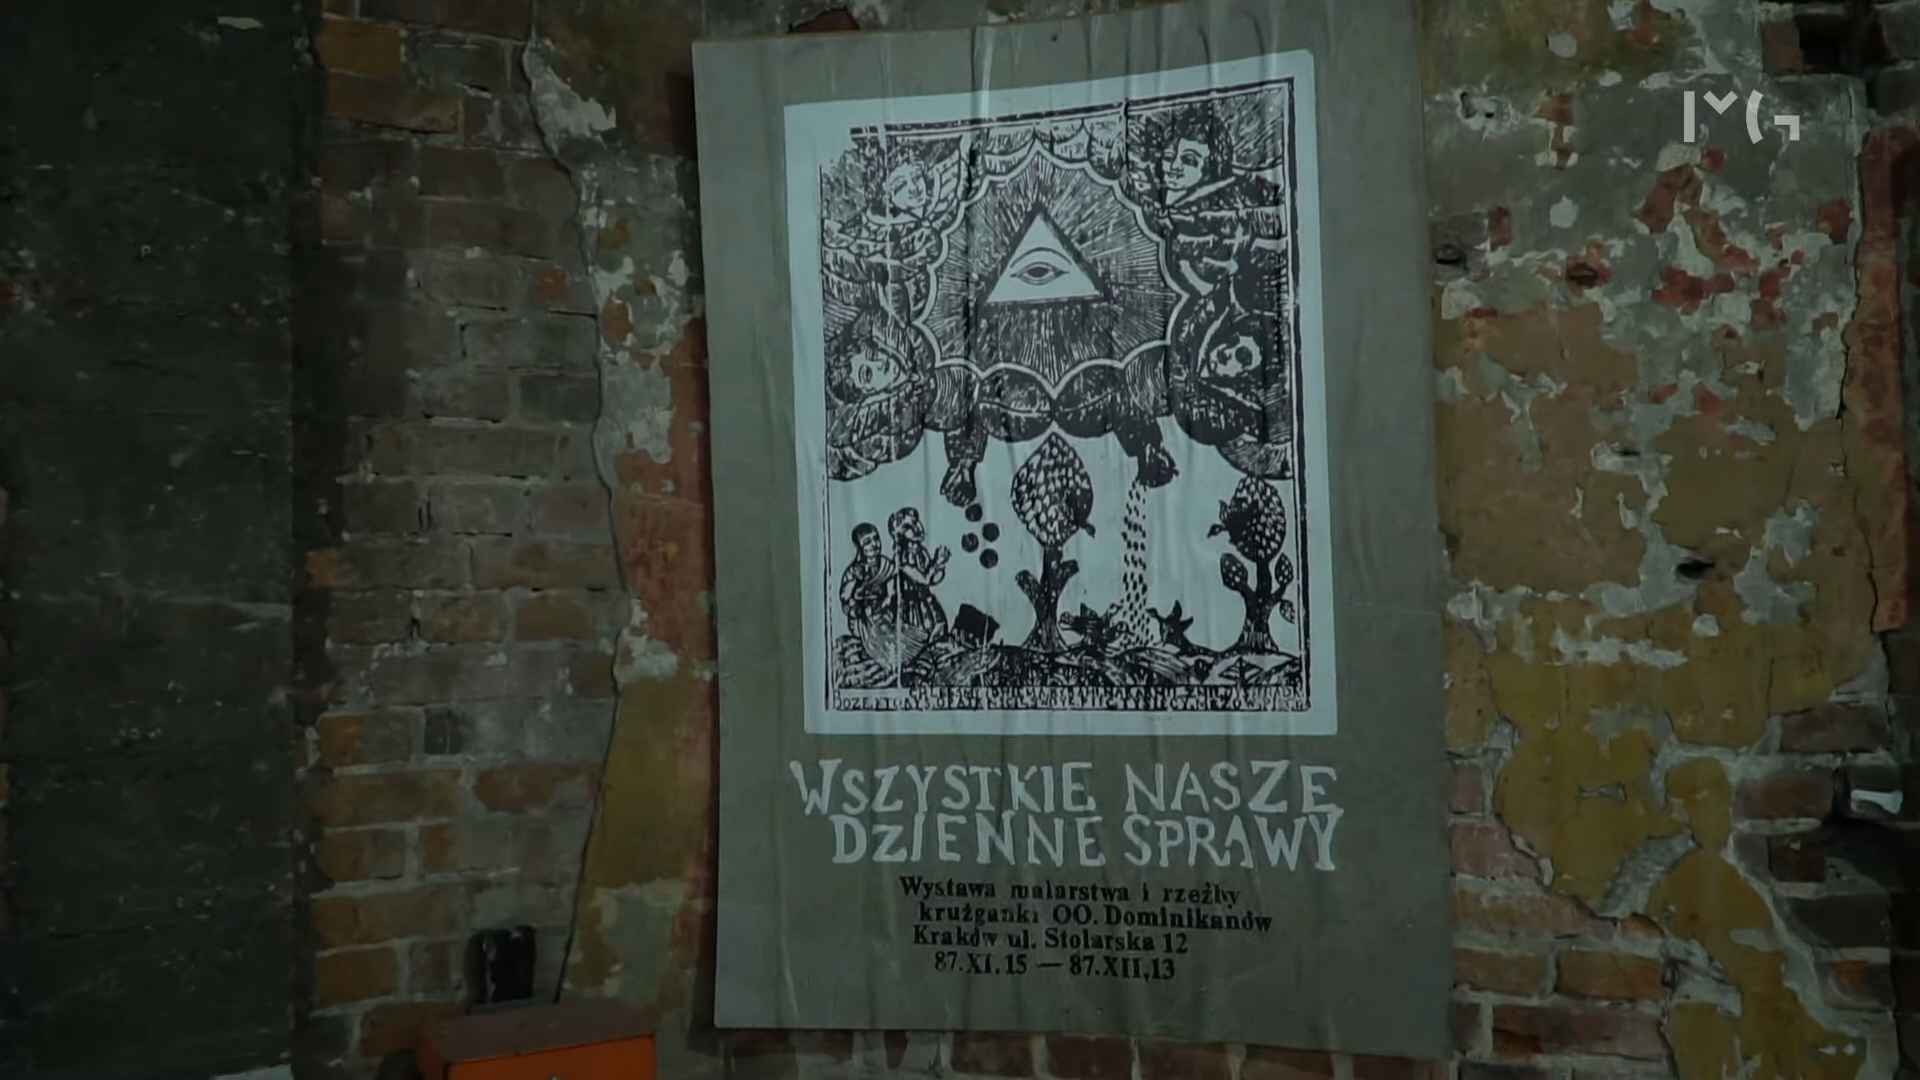 MG
WSZYSTKIE NASZE
DZIENNE SPRAWY
Wystawa malarstwa i rzeźby
krużganki OO. Dominikanów
Kraków ul. Stolarska 12
87.XI.15 — 87.XII,13